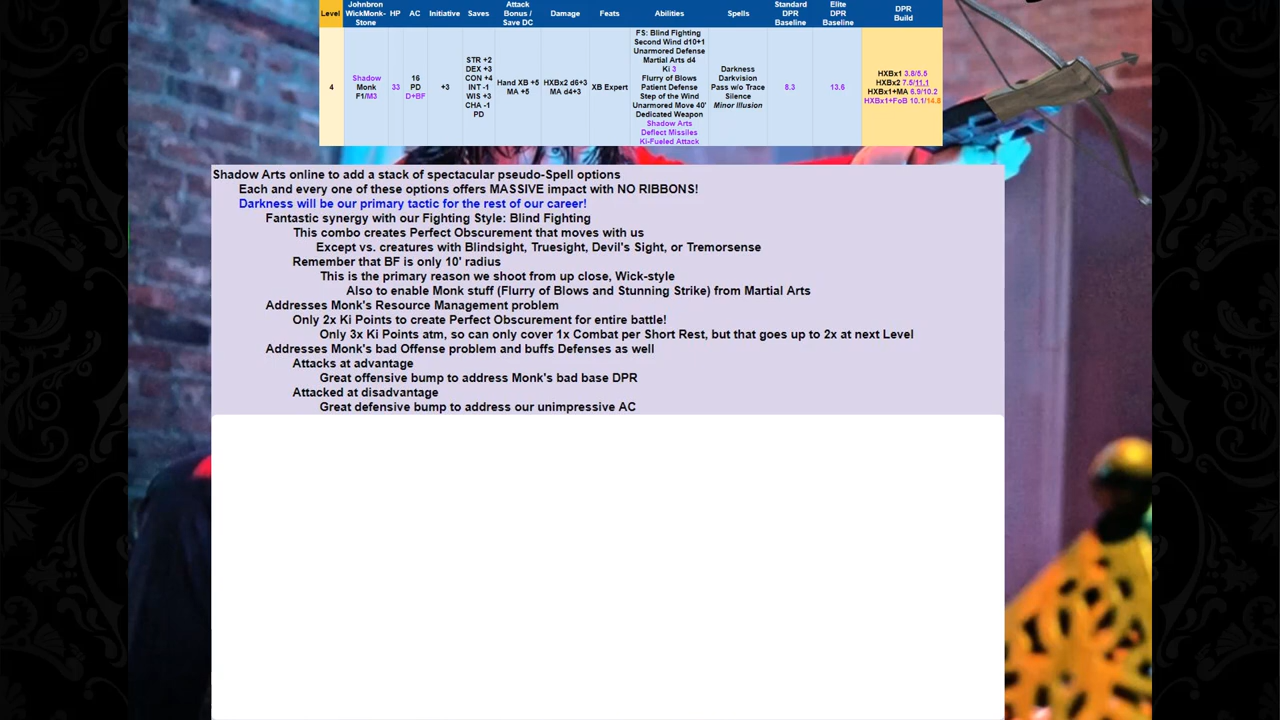 Level
Johnbron
WickMonk-
Stone
HP
AC
Initiative
Saves
Attack
Bonus /
Save DC
Damage
Feats
Abilities
Spells
Standard
DPR
Baseline
Elite
DPR
Baseline
DPR
Build
4
Shadow
Monk
F1/M3
33
16
PD
D+BF
+3
STR +2
DEX +3
CON +4
INT -1
WIS +3
CHA -1
PD
Hand XB +5
MA +5
HXBx2 d6+3
MA d4+3
XB Expert
FS: Blind Fighting
Second Wind d10+1
Unarmored Defense
Martial Arts d4
Ki 3
Flurry of Blows
Patient Defense
Step of the Wind
Unarmored Move 40'
Dedicated Weapon
Shadow Arts
Deflect Missiles
Ki-Fueled Attack
Darkness
Darkvision
Pass w/o Trace
Silence
Minor Illusion
8.3
13.6
HXBx1 3.8/5.5
HXBx2 7.5/11.1
HXBx1+MA 6.9/10.2
HXBx1+FoB 10.1/14.8
Shadow Arts online to add a stack of spectacular pseudo-Spell options
Each and every one of these options offers MASSIVE impact with NO RIBBONS!
Darkness will be our primary tactic for the rest of our career!
Fantastic synergy with our Fighting Style: Blind Fighting
This combo creates Perfect Obscurement that moves with us
Except vs. creatures with Blindsight, Truesight, Devil's Sight, or Tremorsense
Remember that BF is only 10' radius
This is the primary reason we shoot from up close, Wick-style
Also to enable Monk stuff (Flurry of Blows and Stunning Strike) from Martial Arts
Addresses Monk's Resource Management problem
Only 2x Ki Points to create Perfect Obscurement for entire battle!
Only 3x Ki Points atm, so can only cover 1x Combat per Short Rest, but that goes up to 2x at next Level
Addresses Monk's bad Offense problem and buffs Defenses as well
Attacks at advantage
Great offensive bump to address Monk's bad base DPR
Attacked at disadvantage
Great defensive bump to address our unimpressive AC